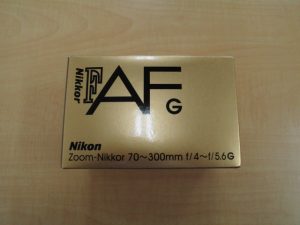 Nikkor
F AF G
Nikon
Zoom-Nikkor 70~300mm f/4~f/5.6G